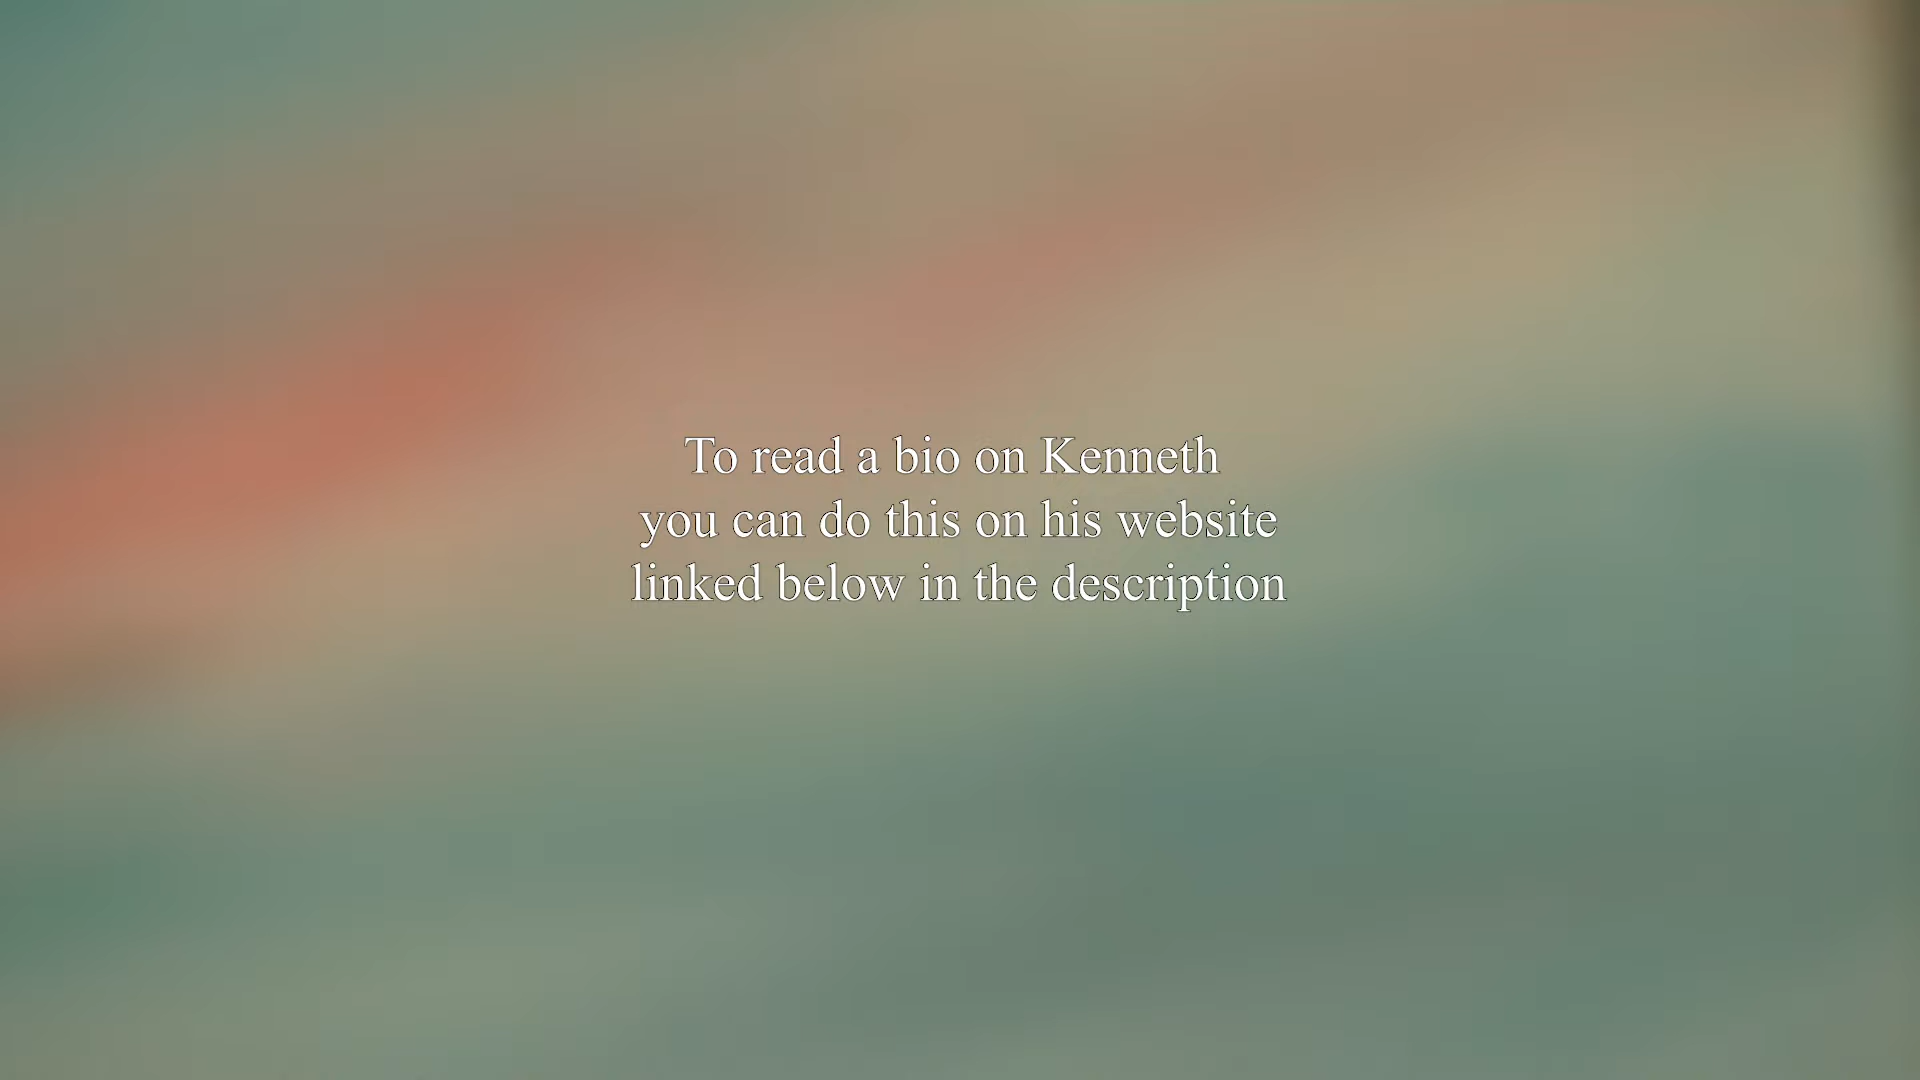 To read a bio on Kenneth
you can do this on his website
linked below in the description